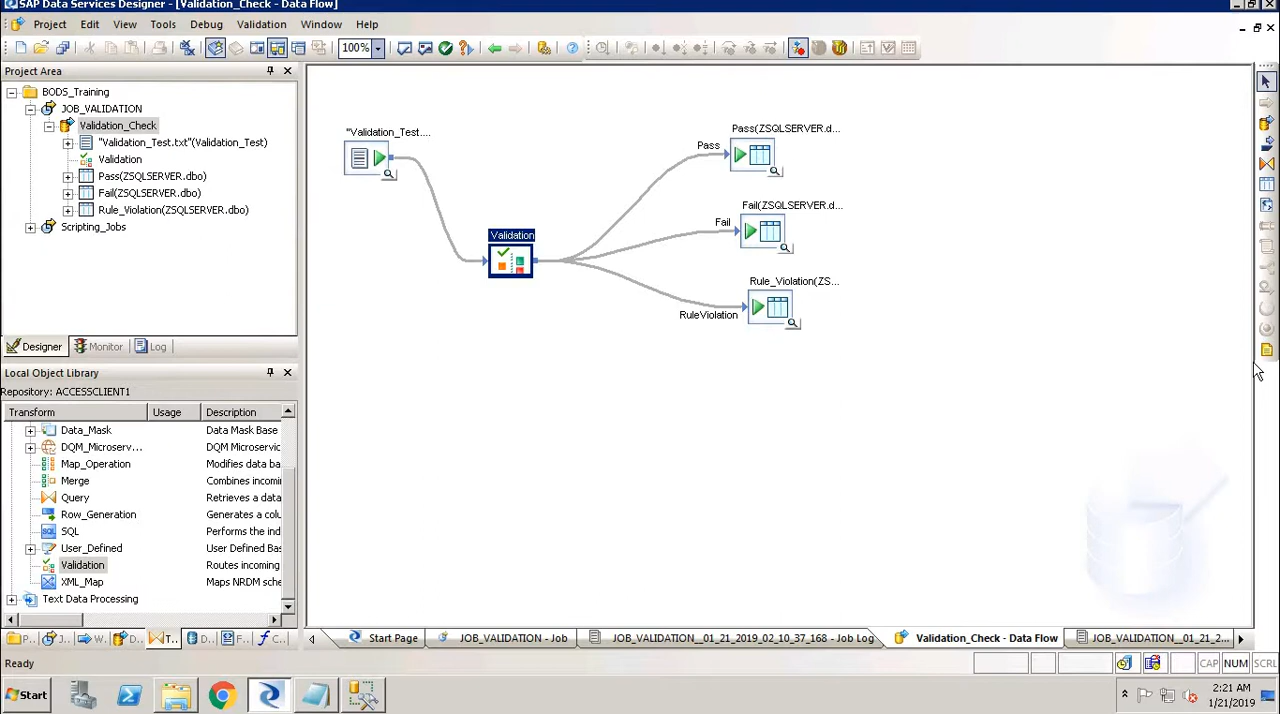 SAP Data Services Designer - [Validation_Check - Data Flow]
Project Edit View Tools Debug Validation Window Help
100%
Project Area
BODS_Training
JOB_VALIDATION
Validation_Check
"Validation_Test.txt"(Validation_Test)
Validation
Pass(ZSQLSERVER.dbo)
Fail(ZSQLSERVER.dbo)
Rule_Violation(ZSQLSERVER.dbo)
Scripting_Jobs
Designer Monitor Log
Local Object Library
Repository: ACCESSCLIENT1
Transform Usage Description
Data_Mask Data Mask Base
DQM_Microserv... DQM Microservic
Map_Operation Modifies data ba
Merge Combines incomi
Query Retrieves a data
Row_Generation Generates a colu
SQL Performs the ind
User_Defined User Defined Bas
Validation Routes incoming
XML_Map Maps NRDM sche
Text Data Processing
P.. J... W.. D... T... D... F... C...
"Validation_Test....
Validation
Pass
Pass(ZSQLSERVER.d...
Fail
Fail(ZSQLSERVER.d...
RuleViolation
Rule_Violation(ZS...
Start Page JOB_VALIDATION - Job JOB_VALIDATION__01_21_2019_02_10_37_168 - Job Log Validation_Check - Data Flow JOB_VALIDATION__01_21_2...
Ready CAP NUM SCRL
Start 2:21 AM
1/21/2019